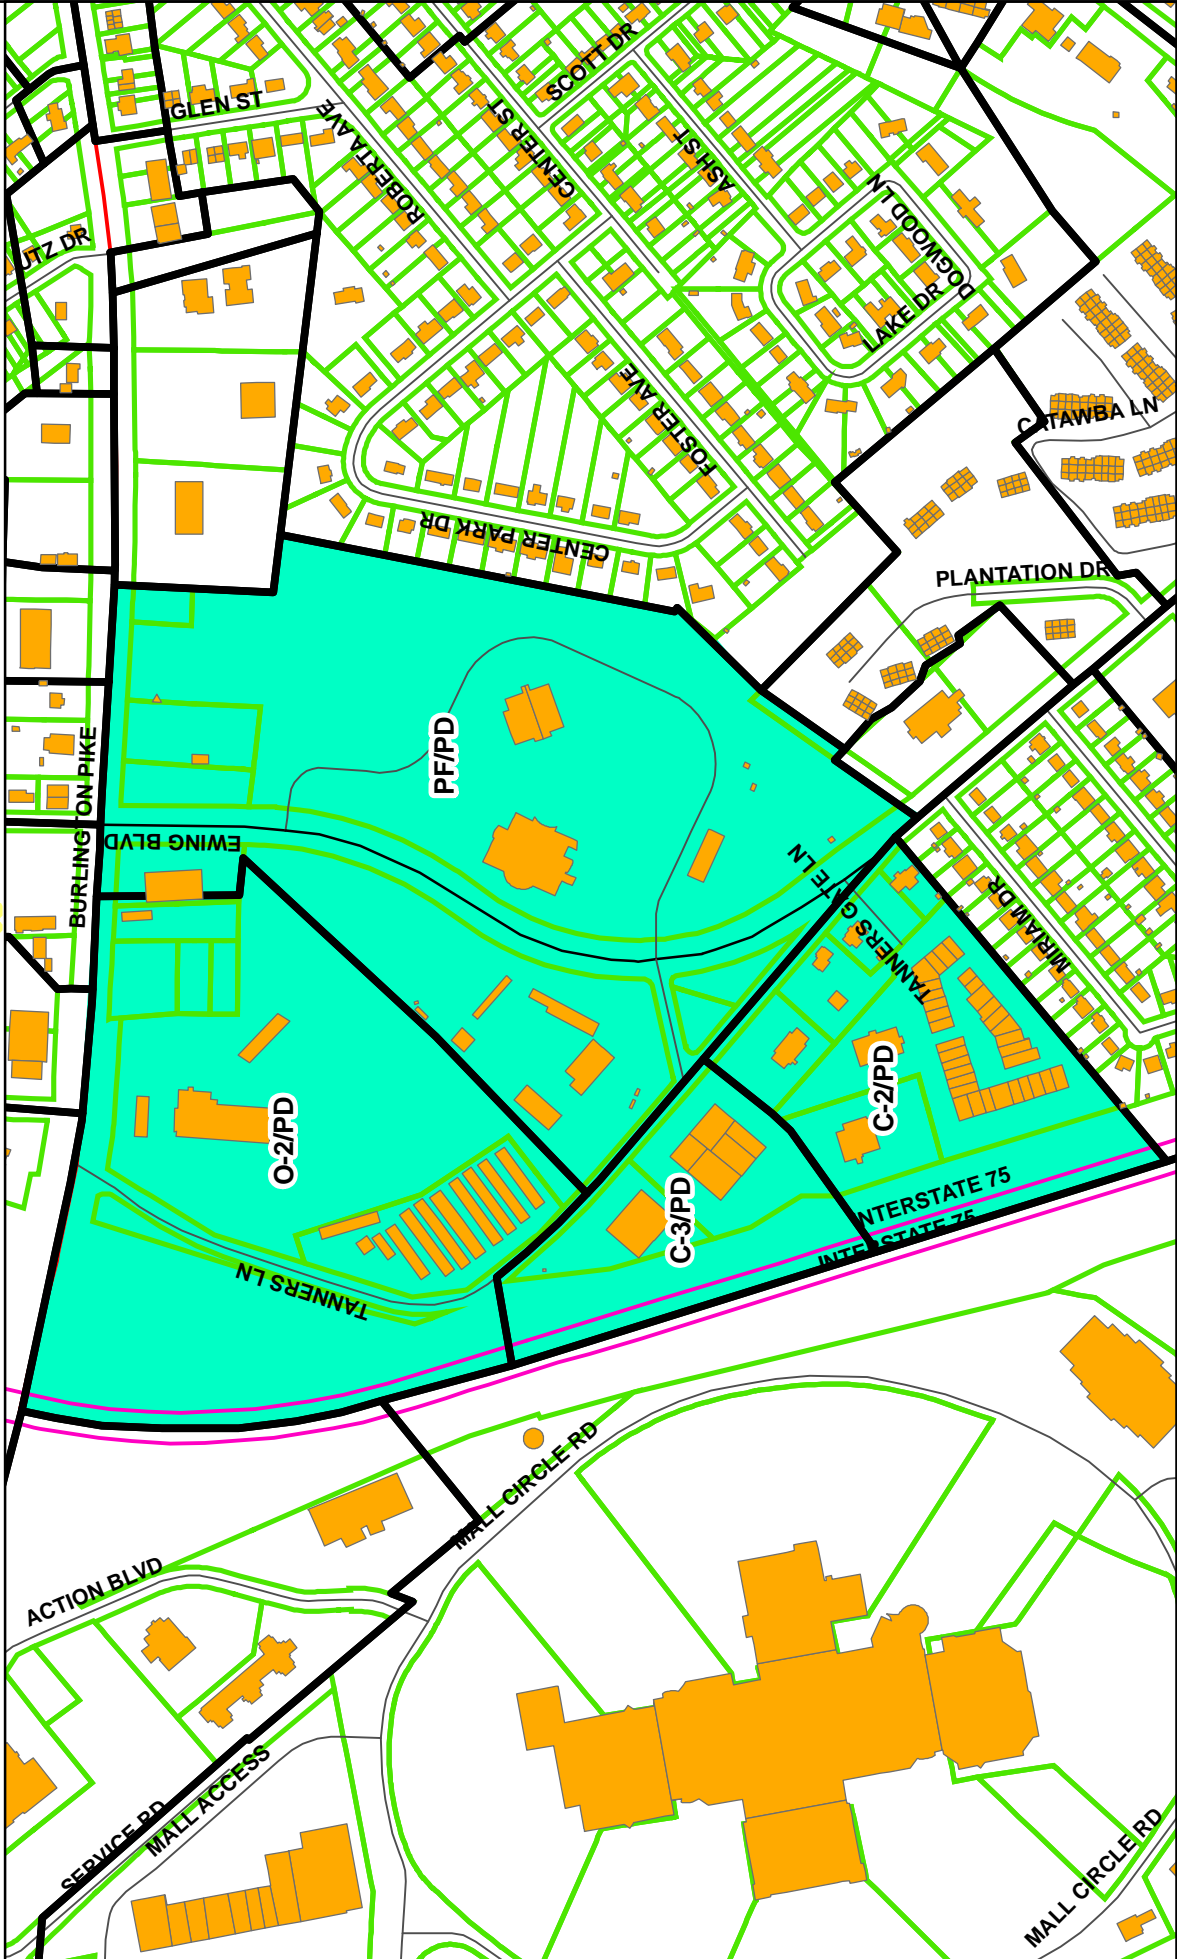 SCOTT DR
GLEN ST
ROBERTA AVE
CENTER ST
ASH ST
DOGWOOD LN
UTZ DR
LAKE DR
FOSTER AVE
CATAWBA LN
CENTER PARK DR
PLANTATION DR
PF/PD
BURLINGTON PIKE
EWING BLVD
TANNERS GATE LN
MIRIAM DR
C-2/PD
O-2/PD
C-3/PD
INTERSTATE 75
INTERSTATE 75
TANNERS LN
MALL CIRCLE RD
ACTION BLVD
MALL ACCESS
SERVICE RD
MALL CIRCLE RD